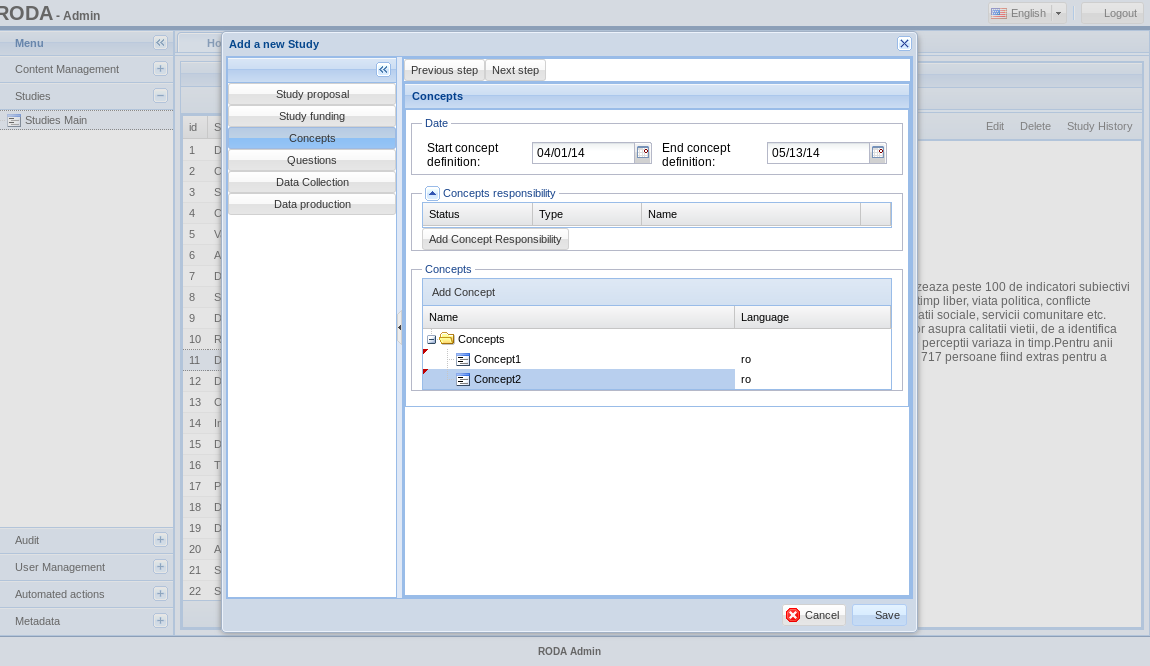 RODA - Admin
English
Logout
Menu
Content Management
Studies
Studies Main
Audit
User Management
Automated actions
Metadata
Ho
Edit Delete Study History
id S
1 D
2 C
3 S
4 C
5 V
6 A
7 D
8 S
9 D
10 R
11 D
12 D
13 C
14 In
15 D
16 T
17 P
18 D
19 D
20 A
21 S
22 S
zeaza peste 100 de indicatori subiectivi
timp liber, viata politica, conflicte
atii sociale, servicii comunitare etc.
or asupra calitatii vietii, de a identifica
perceptii variaza in timp.Pentru anii
717 persoane fiind extras pentru a
Add a new Study
Study proposal
Study funding
Concepts
Questions
Data Collection
Data production
Previous step Next step
Concepts
Date
Start concept
definition:
04/01/14
End concept
definition:
05/13/14
Concepts responsibility
Status Type Name
Add Concept Responsibility
Concepts
Add Concept
Name Language
Concepts
Concept1 ro
Concept2 ro
Cancel Save
RODA Admin